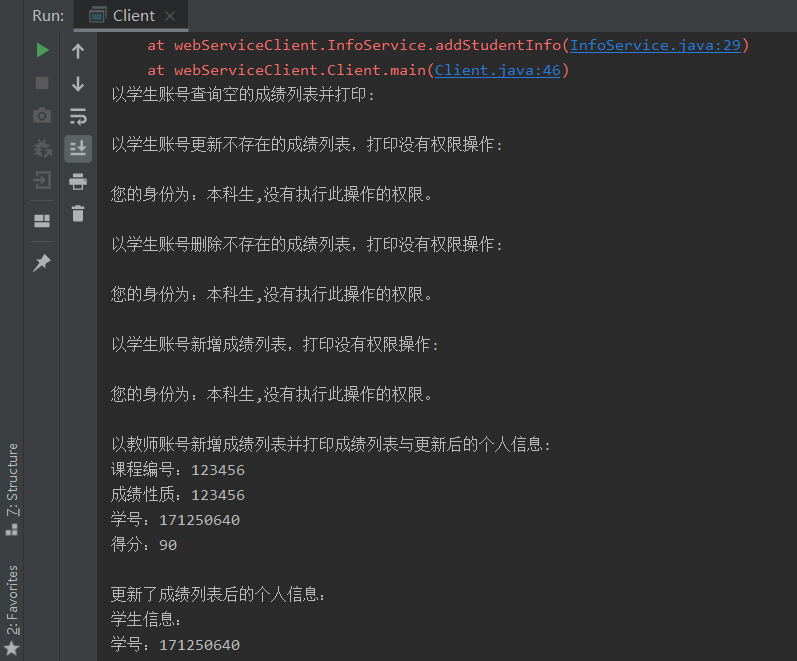 Run:
Client
at webServiceClient.InfoService.addStudentInfo(InfoService.java:29)
at webServiceClient.Client.main(Client.java:46)
以学生账号查询空的成绩列表并打印:
以学生账号更新不存在的成绩列表，打印没有权限操作:
您的身份为: 本科生,没有执行此操作的权限。
以学生账号删除不存在的成绩列表，打印没有权限操作:
您的身份为: 本科生,没有执行此操作的权限。
以学生账号新增成绩列表，打印没有权限操作:
您的身份为: 本科生,没有执行此操作的权限。
以教师账号新增成绩列表并打印成绩列表与更新后的个人信息:
课程编号: 123456
成绩性质: 123456
学号: 171250640
得分: 90
更新了成绩列表后的个人信息:
学生信息:
学号: 171250640
7: Structure
2: Favorites